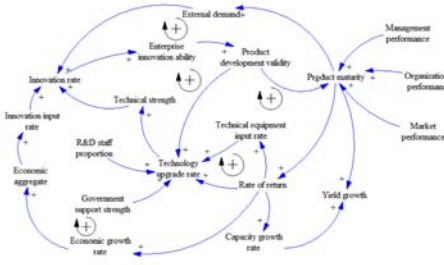 External demand+
Management
performance
Enterprise
innovation ability
Product
development validity
Innovation rate
Product maturity
Organization
performance
Technical strength
Innovation input
rate
Technical equipment
input rate
Market
performance
R&D staff
proportion
Technology
upgrade rate
Economic
aggregate
Rate of return
Yield growth
Government
support strength
Economic growth
rate
Capacity growth
rate